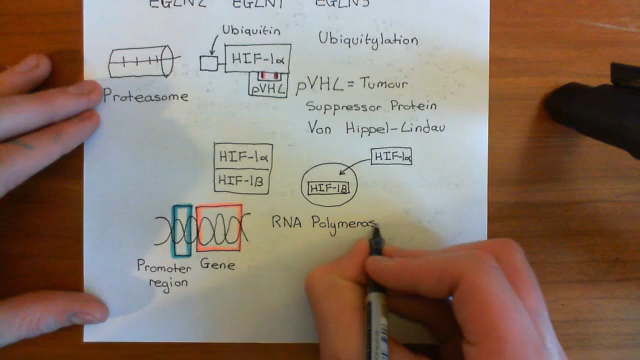 EGLN2 EGLN1 EGLN3
Ubiquitin
Ubiquitylation
HIF-1α
pVHL
pVHL = Tumour
Suppressor Protein
Von Hippel-Lindau
Proteasome
HIF-1α
HIF-1β
HIF-1α
HIF-1β
RNA Polymeras
Promoter
region
Gene